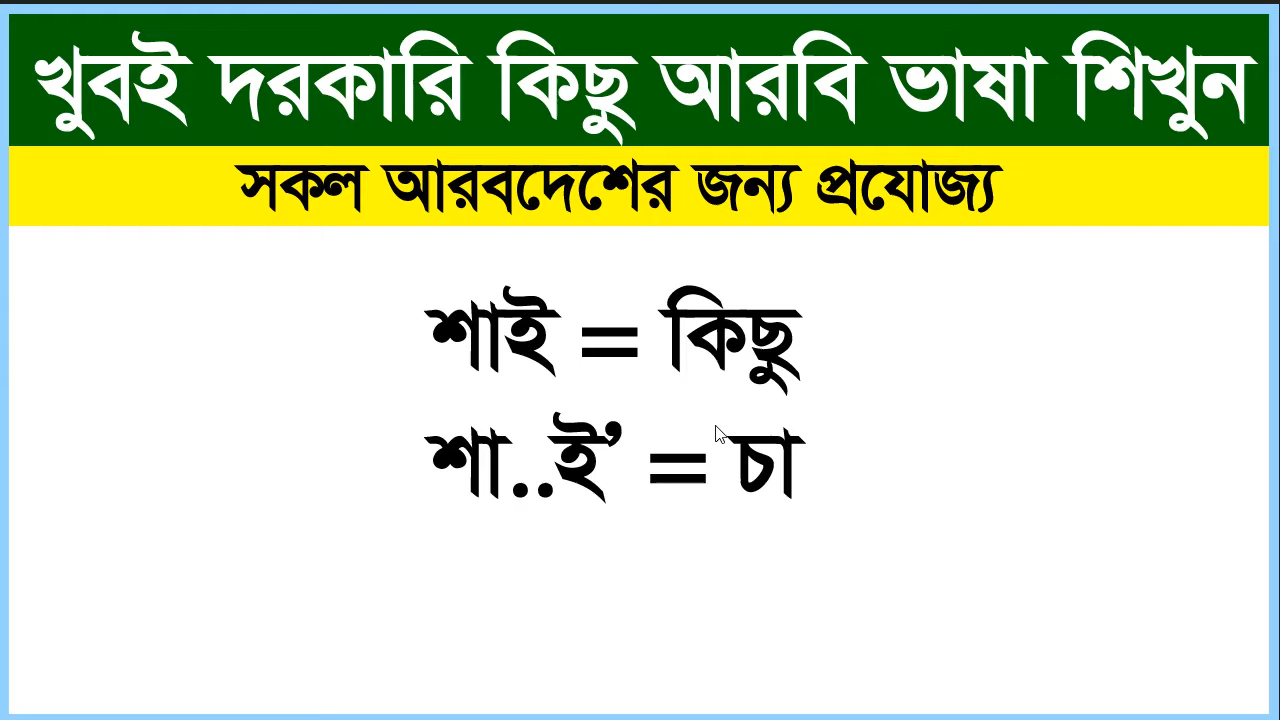 খুবই দরকারি কিছু আরবি ভাষা শিখুন
সকল আরবদেশের জন্য প্রযোজ্য
শাই = কিছু
শা..ই’ = চা